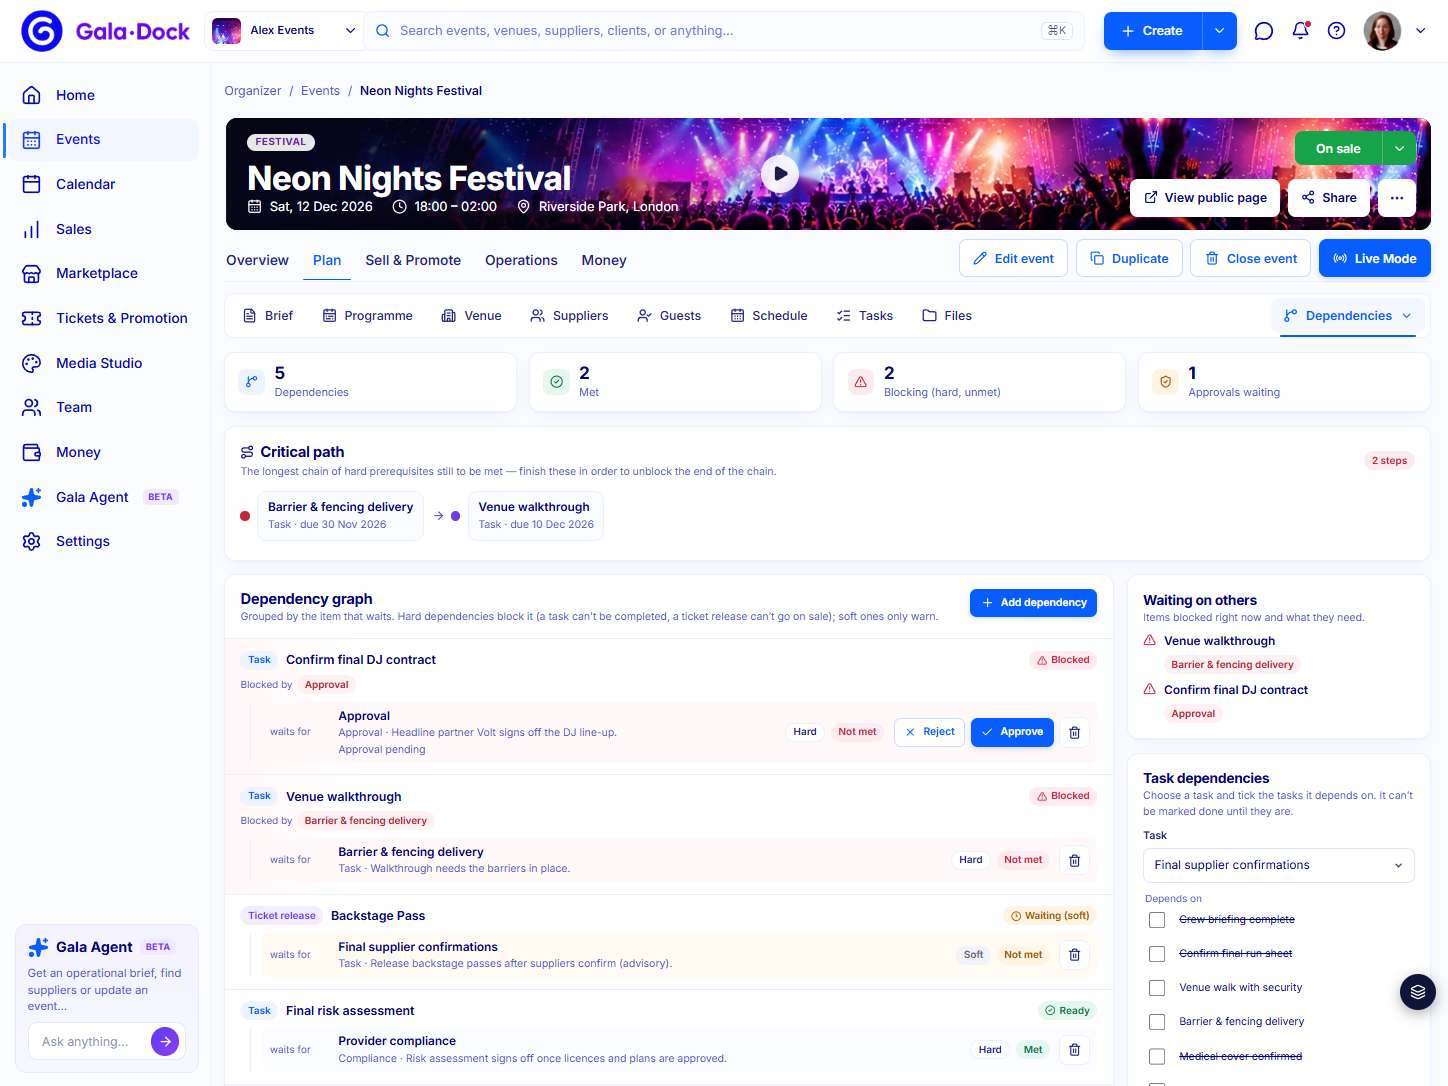 Gala·Dock
Alex Events
Search events, venues, suppliers, clients, or anything...
⌘K
+ Create
Home
Events
Calendar
Sales
Marketplace
Tickets & Promotion
Media Studio
Team
Money
Gala Agent BETA
Settings
Gala Agent BETA
Get an operational brief, find
suppliers or update an
event...
Ask anything...
Organizer / Events / Neon Nights Festival
FESTIVAL
Neon Nights Festival
Sat, 12 Dec 2026 18:00 – 02:00 Riverside Park, London
On sale
View public page
Share
Overview Plan Sell & Promote Operations Money
Edit event
Duplicate
Close event
Live Mode
Brief Programme Venue Suppliers Guests Schedule Tasks Files Dependencies
5
Dependencies
2
Met
2
Blocking (hard, unmet)
1
Approvals waiting
Critical path
The longest chain of hard prerequisites still to be met — finish these in order to unblock the end of the chain.
2 steps
Barrier & fencing delivery
Task · due 30 Nov 2026
Venue walkthrough
Task · due 10 Dec 2026
Dependency graph
Grouped by the item that waits. Hard dependencies block it (a task can't be completed, a ticket release can't go on sale); soft ones only warn.
+ Add dependency
Task Confirm final DJ contract
Blocked
Blocked by Approval
waits for
Approval
Approval · Headline partner Volt signs off the DJ line-up.
Approval pending
Hard Not met Reject Approve
Task Venue walkthrough
Blocked
Blocked by Barrier & fencing delivery
waits for
Barrier & fencing delivery
Task · Walkthrough needs the barriers in place.
Hard Not met
Ticket release Backstage Pass
Waiting (soft)
waits for
Final supplier confirmations
Task · Release backstage passes after suppliers confirm (advisory).
Soft Not met
Task Final risk assessment
Ready
waits for
Provider compliance
Compliance · Risk assessment signs off once licences and plans are approved.
Hard Met
Waiting on others
Items blocked right now and what they need.
Venue walkthrough
Barrier & fencing delivery
Confirm final DJ contract
Approval
Task dependencies
Choose a task and tick the tasks it depends on. It can't
be marked done until they are.
Task
Final supplier confirmations
Depends on
Crew briefing complete
Confirm final run sheet
Venue walk with security
Barrier & fencing delivery
Medical cover confirmed